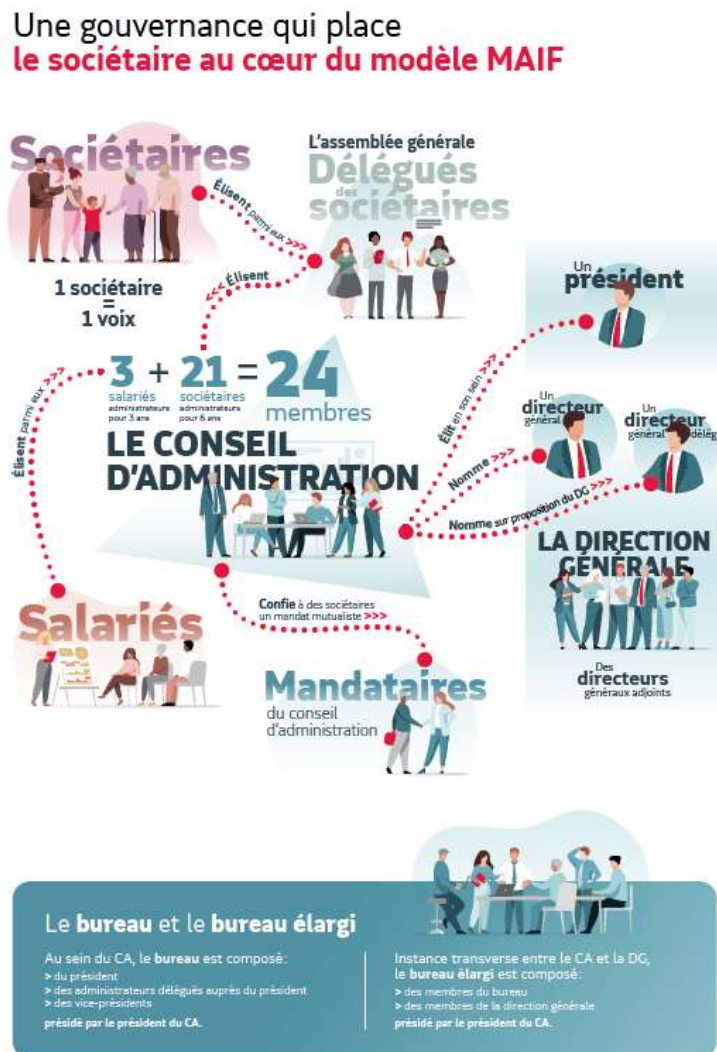 Une gouvernance qui place
le sociétaire au cœur du modèle MAIF
Sociétaires
1 sociétaire
=
1 voix
Élisent parmi eux >>>
L'assemblée générale
Délégués
des
sociétaires
<<< Élisent
Un
président
Élisent parmi eux >>>
3 + 21 = 24
salariés
administrateurs
pour 3 ans
sociétaires
administrateurs
pour 6 ans
membres
LE CONSEIL
D'ADMINISTRATION
Élit en son sein >>>
Nomme >>>
Nomme sur proposition du DG >>>
Un
directeur
général
Un
directeur
général
LA DIRECTION
GÉNÉRALE
Des
directeurs
généraux adjoints
Salariés
Confie à des sociétaires
un mandat mutualiste >>>
Mandataires
du conseil
d'administration
Le bureau et le bureau élargi
Au sein du CA, le bureau est composé :
> du président
> des administrateurs délégués auprès du président
> des vice-présidents
présidé par le président du CA.
Instance transverse entre le CA et la DG,
le bureau élargi est composé :
> des membres du bureau
> des membres de la direction générale
présidé par le président du CA.